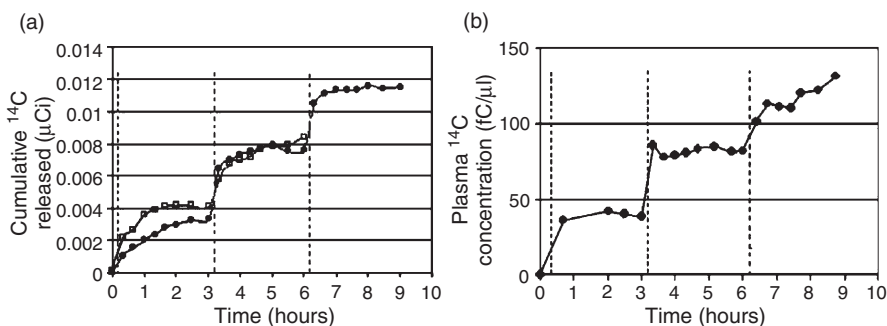 (a)
Cumulative ¹⁴C
released (μCi)
0.014
0.012
0.01
0.008
0.006
0.004
0.002
0
0 1 2 3 4 5 6 7 8 9 10
Time (hours)
(b)
Plasma ¹⁴C
concentration (fC/μl)
150
100
50
0
0 1 2 3 4 5 6 7 8 9 10
Time (hours)